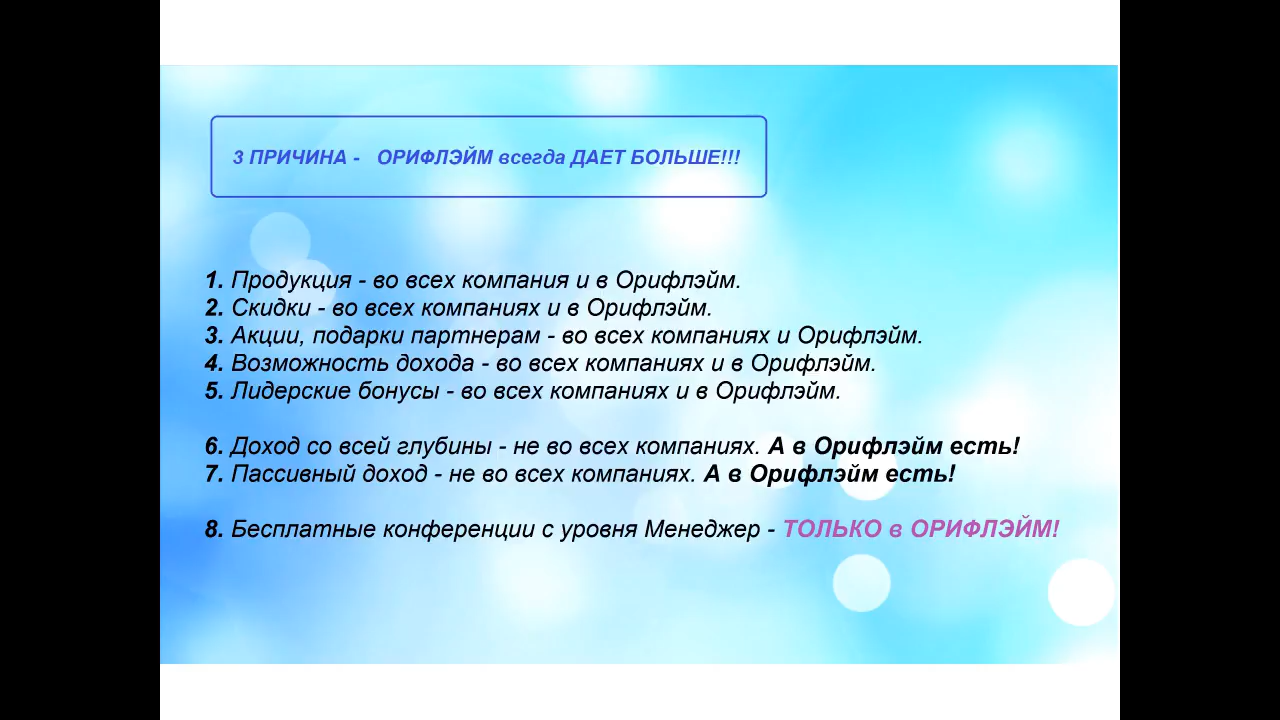 3 ПРИЧИНА - ОРИФЛЭЙМ всегда ДАЕТ БОЛЬШЕ!!!
1. Продукция - во всех компания и в Орифлэйм.
2. Скидки - во всех компаниях и в Орифлэйм.
3. Акции, подарки партнерам - во всех компаниях и Орифлэйм.
4. Возможность дохода - во всех компаниях и в Орифлэйм.
5. Лидерские бонусы - во всех компаниях и в Орифлэйм.
6. Доход со всей глубины - не во всех компаниях. А в Орифлэйм есть!
7. Пассивный доход - не во всех компаниях. А в Орифлэйм есть!
8. Бесплатные конференции с уровня Менеджер - ТОЛЬКО в ОРИФЛЭЙМ!